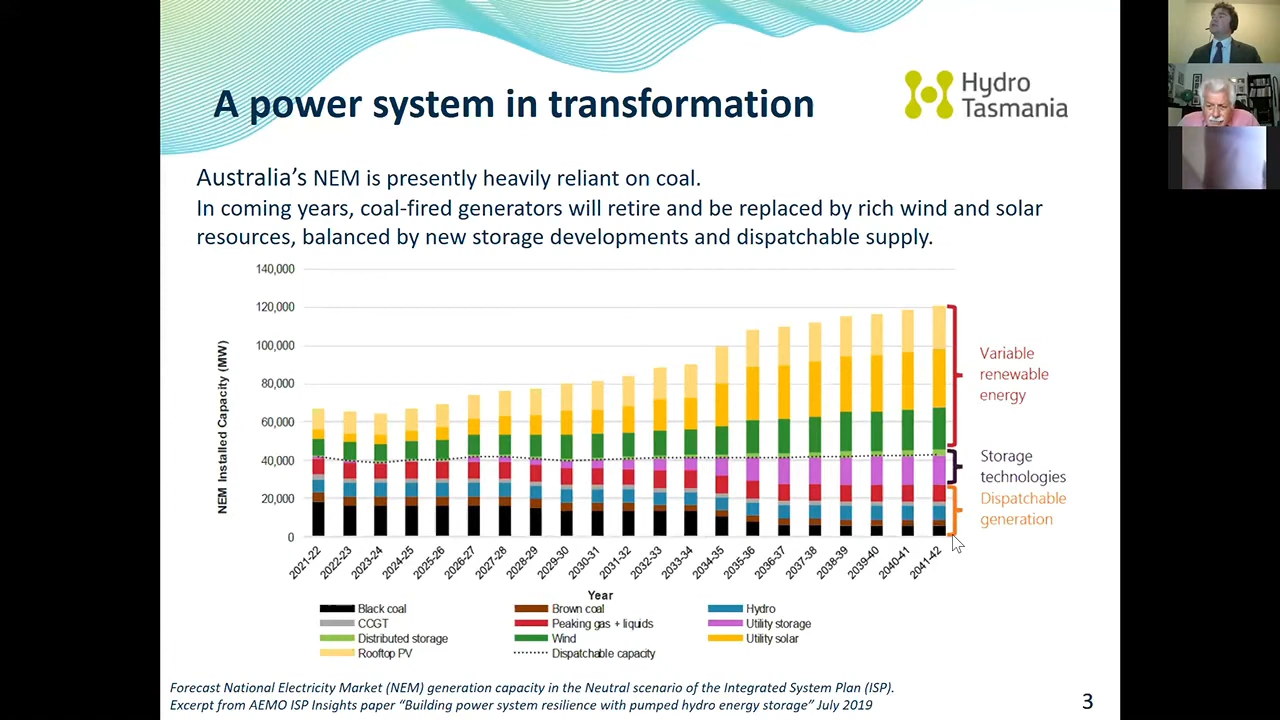 A power system in transformation
Hydro
Tasmania
Australia's NEM is presently heavily reliant on coal.
In coming years, coal-fired generators will retire and be replaced by rich wind and solar
resources, balanced by new storage developments and dispatchable supply.
NEM Installed Capacity (MW)
140,000
120,000
100,000
80,000
60,000
40,000
20,000
0
2021-22
2022-23
2023-24
2024-25
2025-26
2026-27
2027-28
2028-29
2029-30
2030-31
2031-32
2032-33
2033-34
2034-35
2035-36
2036-37
2037-38
2038-39
2039-40
2040-41
2041-42
Year
Variable
renewable
energy
Storage
technologies
Dispatchable
generation
Black coal
Brown coal
Hydro
CCGT
Peaking gas + liquids
Utility storage
Distributed storage
Wind
Utility solar
Rooftop PV
Dispatchable capacity
Forecast National Electricity Market (NEM) generation capacity in the Neutral scenario of the Integrated System Plan (ISP).
Excerpt from AEMO ISP Insights paper "Building power system resilience with pumped hydro energy storage" July 2019
3